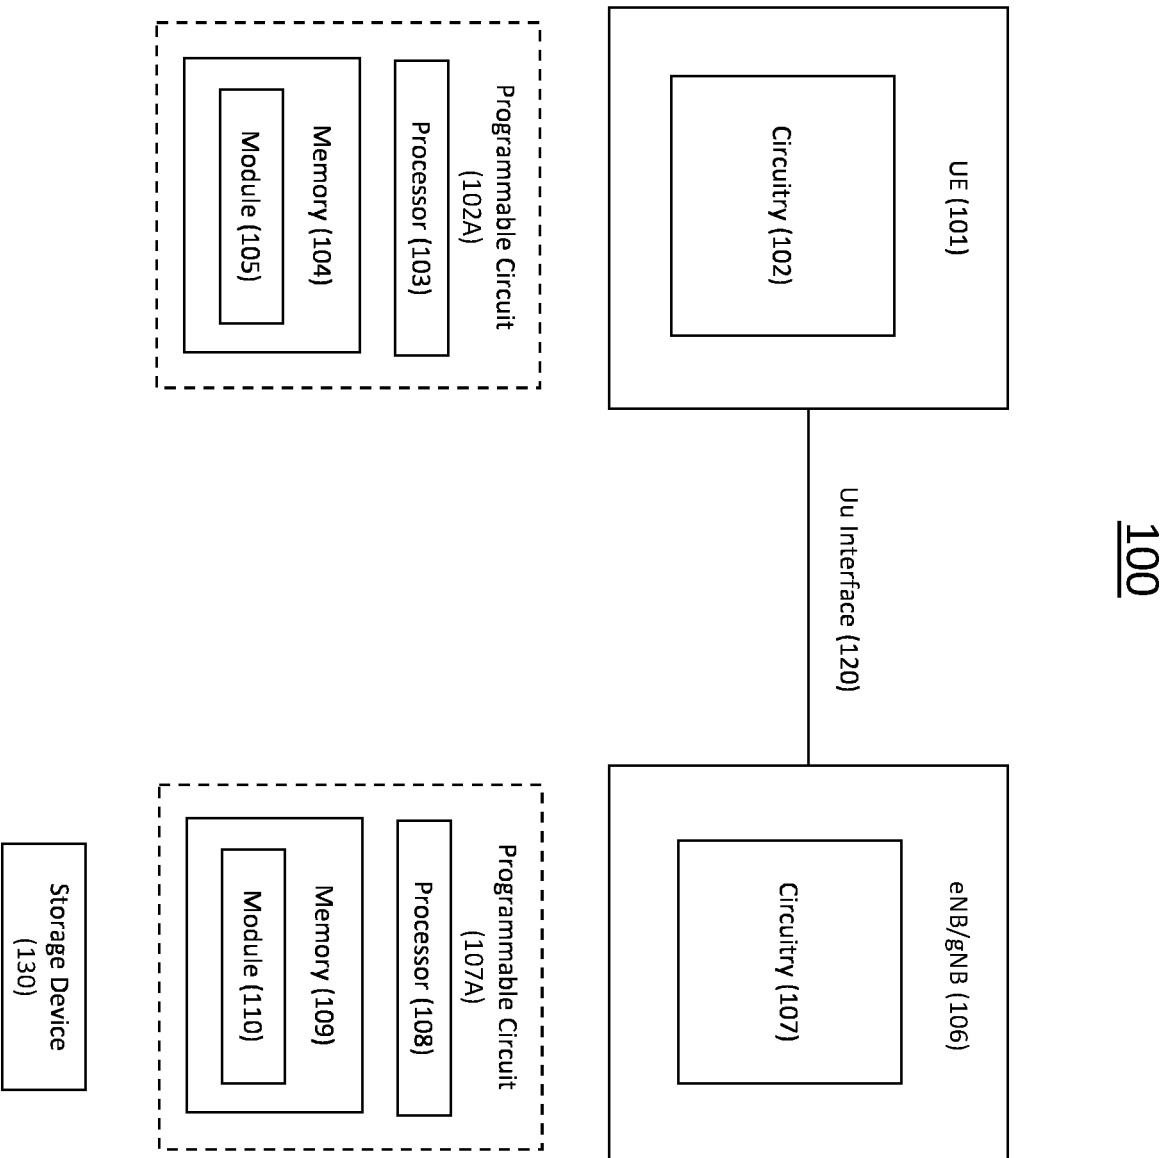 100
UE (101)
Circuitry (102)
Uu Interface (120)
eNB/gNB (106)
Circuitry (107)
Programmable Circuit
(102A)
Processor (103)
Memory (104)
Module (105)
Programmable Circuit
(107A)
Processor (108)
Memory (109)
Module (110)
Storage Device
(130)